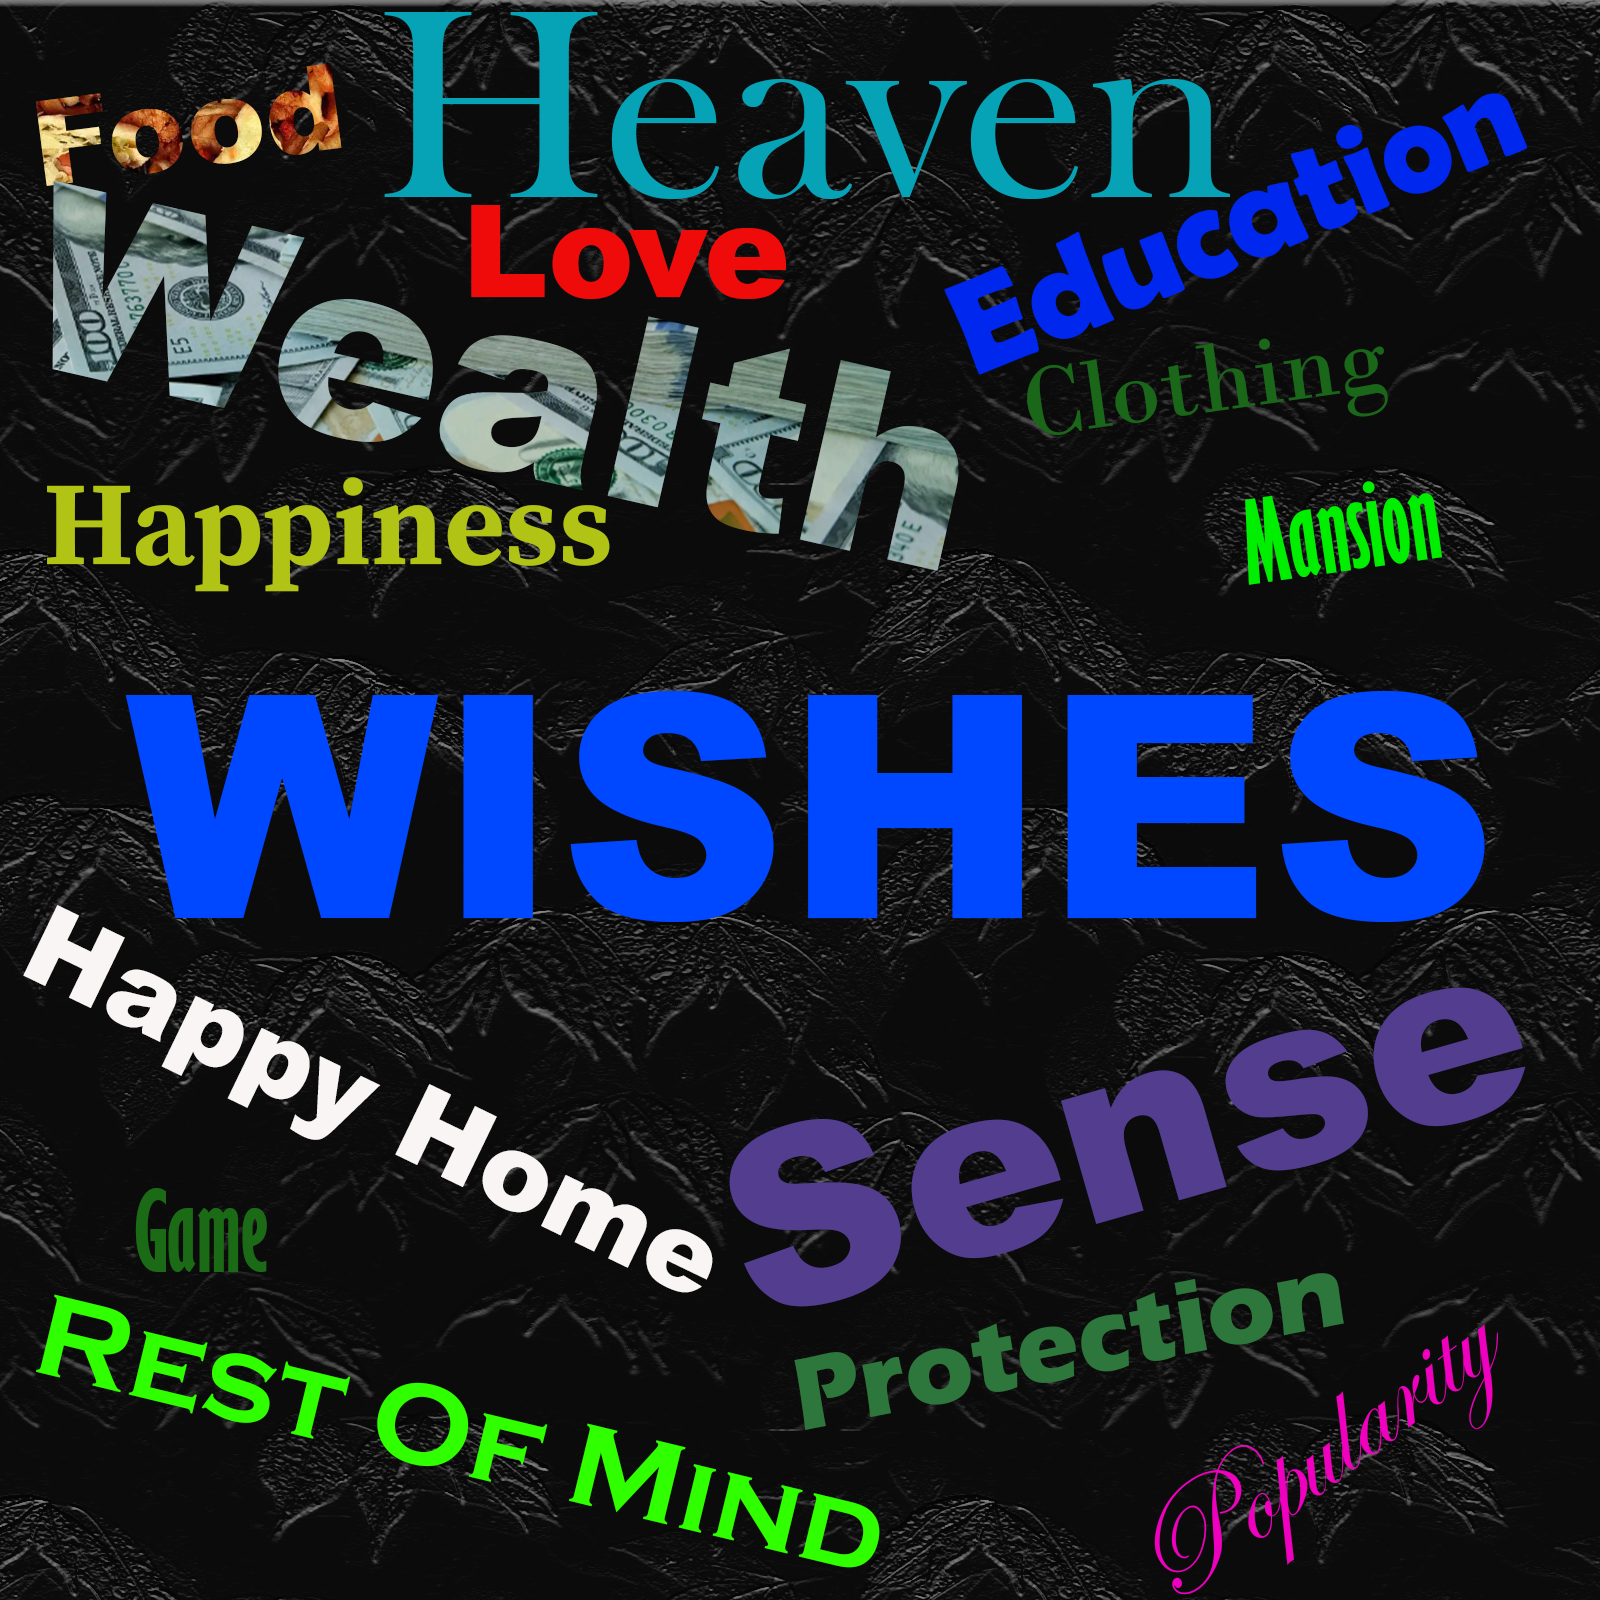 Heaven
Food
Education
Love
Wealth
Clothing
Happiness
Mansion
WISHES
Happy Home
Sense
Game
Protection
REST OF MIND
Popularity